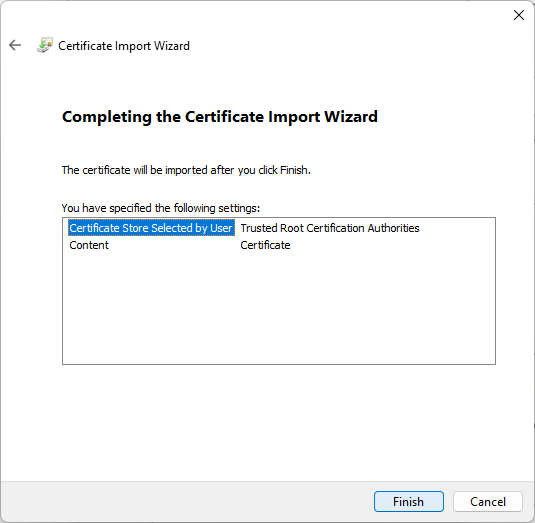 Certificate Import Wizard
Completing the Certificate Import Wizard
The certificate will be imported after you click Finish.
You have specified the following settings:
Certificate Store Selected by User Trusted Root Certification Authorities
Content Certificate
Finish Cancel